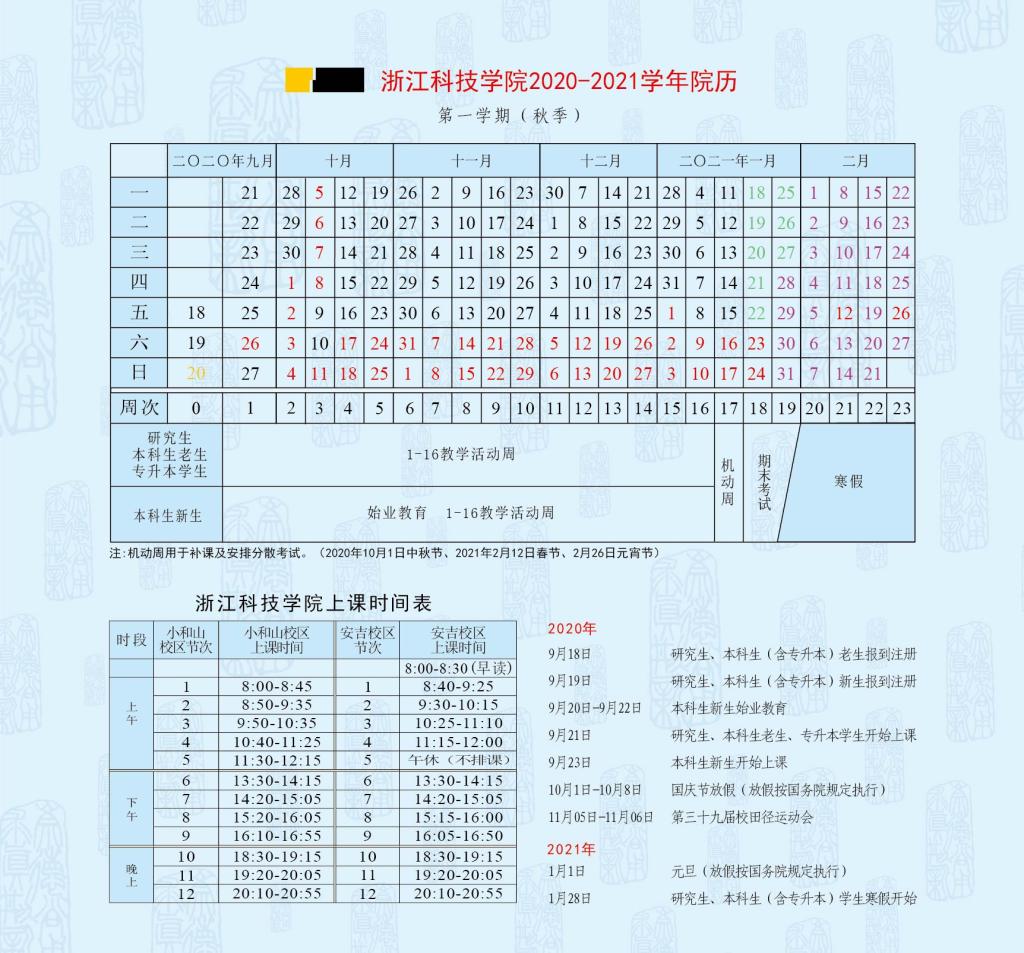 浙江科技学院2020-2021学年院历
第一学期（秋季）
二〇二〇年九月 十月 十一月 十二月 二〇二一年一月 二月
一 21 28 5 12 19 26 2 9 16 23 30 7 14 21 28 4 11 18 25 1 8 15 22
二 22 29 6 13 20 27 3 10 17 24 1 8 15 22 29 5 12 19 26 2 9 16 23
三 23 30 7 14 21 28 4 11 18 25 2 9 16 23 30 6 13 20 27 3 10 17 24
四 24 1 8 15 22 29 5 12 19 26 3 10 17 24 31 7 14 21 28 4 11 18 25
五 18 25 2 9 16 23 30 6 13 20 27 4 11 18 25 1 8 15 22 29 5 12 19 26
六 19 26 3 10 17 24 31 7 14 21 28 5 12 19 26 2 9 16 23 30 6 13 20 27
日 20 27 4 11 18 25 1 8 15 22 29 6 13 20 27 3 10 17 24 31 7 14 21
周次 0 1 2 3 4 5 6 7 8 9 10 11 12 13 14 15 16 17 18 19 20 21 22 23
研究生
本科生老生
专升本学生
1-16教学活动周
机动周
期末考试
寒假
本科生新生
始业教育 1-16教学活动周
注:机动周用于补课及安排分散考试。（2020年10月1日中秋节、2021年2月12日春节、2月26日元宵节）
浙江科技学院上课时间表
时段 小和山校区节次 小和山校区上课时间 安吉校区节次 安吉校区上课时间
8:00-8:30(早读)
上午 1 8:00-8:45 1 8:40-9:25
2 8:50-9:35 2 9:30-10:15
3 9:50-10:35 3 10:25-11:10
4 10:40-11:25 4 11:15-12:00
5 11:30-12:15 5 午休（不排课）
下午 6 13:30-14:15 6 13:30-14:15
7 14:20-15:05 7 14:20-15:05
8 15:20-16:05 8 15:15-16:00
9 16:10-16:55 9 16:05-16:50
晚上 10 18:30-19:15 10 18:30-19:15
11 19:20-20:05 11 19:20-20:05
12 20:10-20:55 12 20:10-20:55
2020年
9月18日 研究生、本科生（含专升本）老生报到注册
9月19日 研究生、本科生（含专升本）新生报到注册
9月20日-9月22日 本科生新生始业教育
9月21日 研究生、本科生老生、专升本学生开始上课
9月23日 本科生新生开始上课
10月1日-10月8日 国庆节放假（放假按国务院规定执行）
11月05日-11月06日 第三十九届校田径运动会
2021年
1月1日 元旦（放假按国务院规定执行）
1月28日 研究生、本科生（含专升本）学生寒假开始